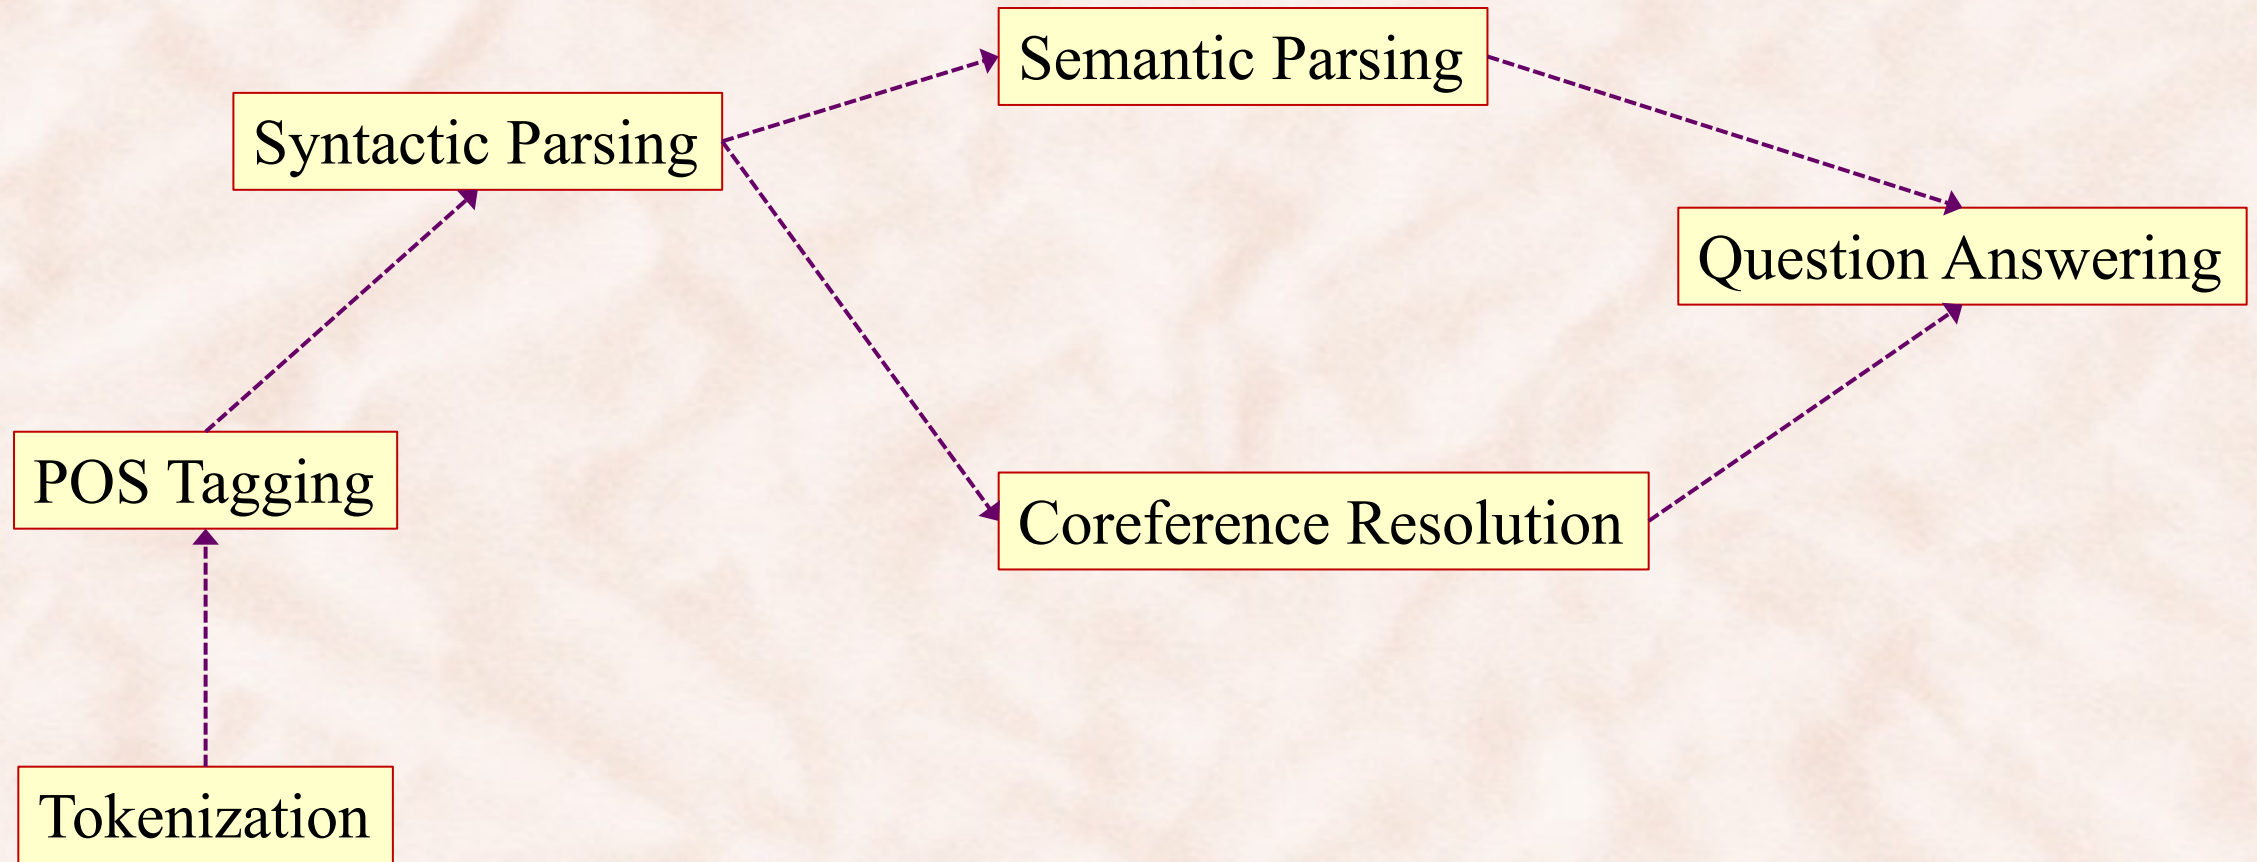 Semantic Parsing
Syntactic Parsing
Question Answering
POS Tagging
Coreference Resolution
Tokenization